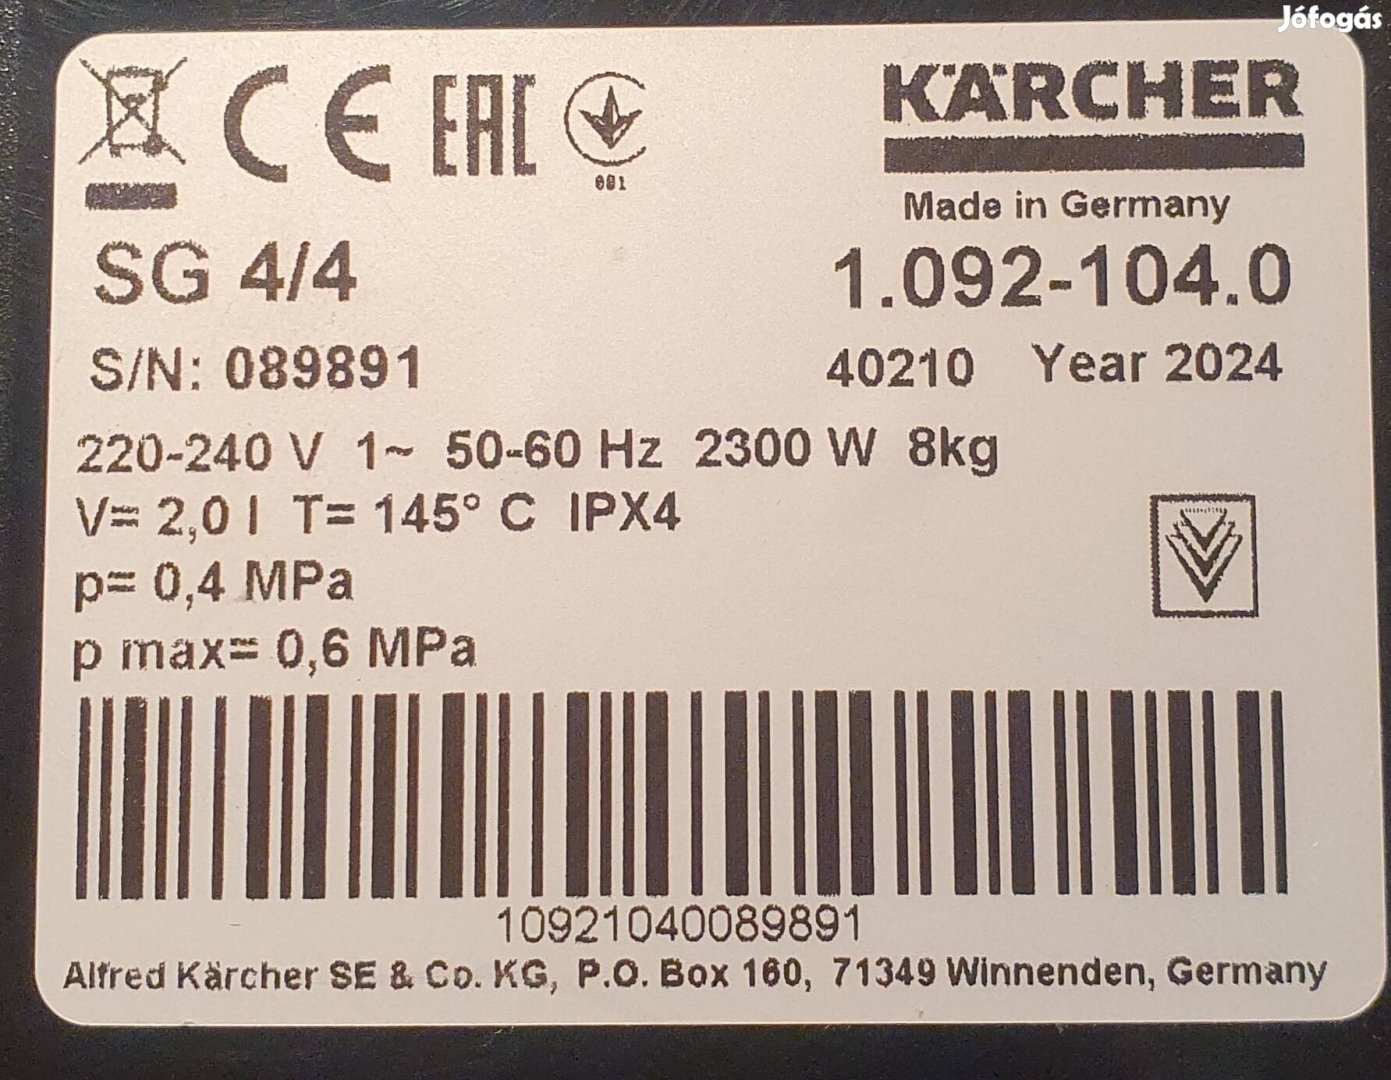 Jófogás
CE EAC
001
KÄRCHER
Made in Germany
SG 4/4
1.092-104.0
S/N: 089891
40210 Year 2024
220-240 V 1~ 50-60 Hz 2300 W 8kg
V= 2,0 l T= 145° C IPX4
p= 0,4 MPa
p max= 0,6 MPa
10921040089891
Alfred Kärcher SE & Co. KG, P.O. Box 160, 71349 Winnenden, Germany